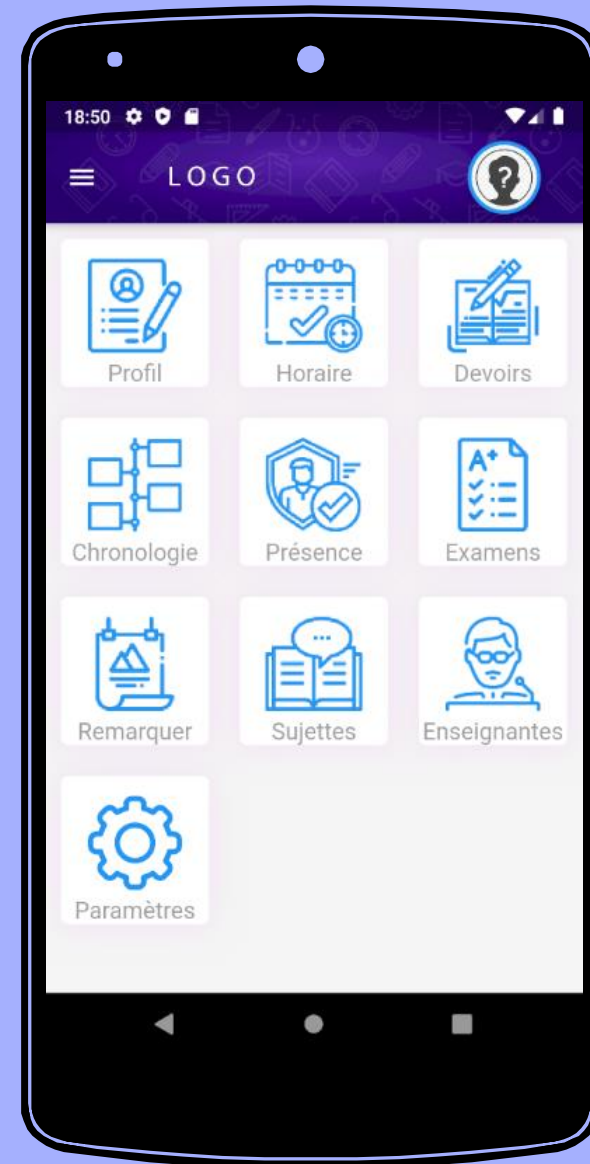 18:50
LOGO
?
Profil
Horaire
Devoirs
A+
Chronologie
Présence
Examens
Remarquer
Sujettes
Enseignantes
Paramètres